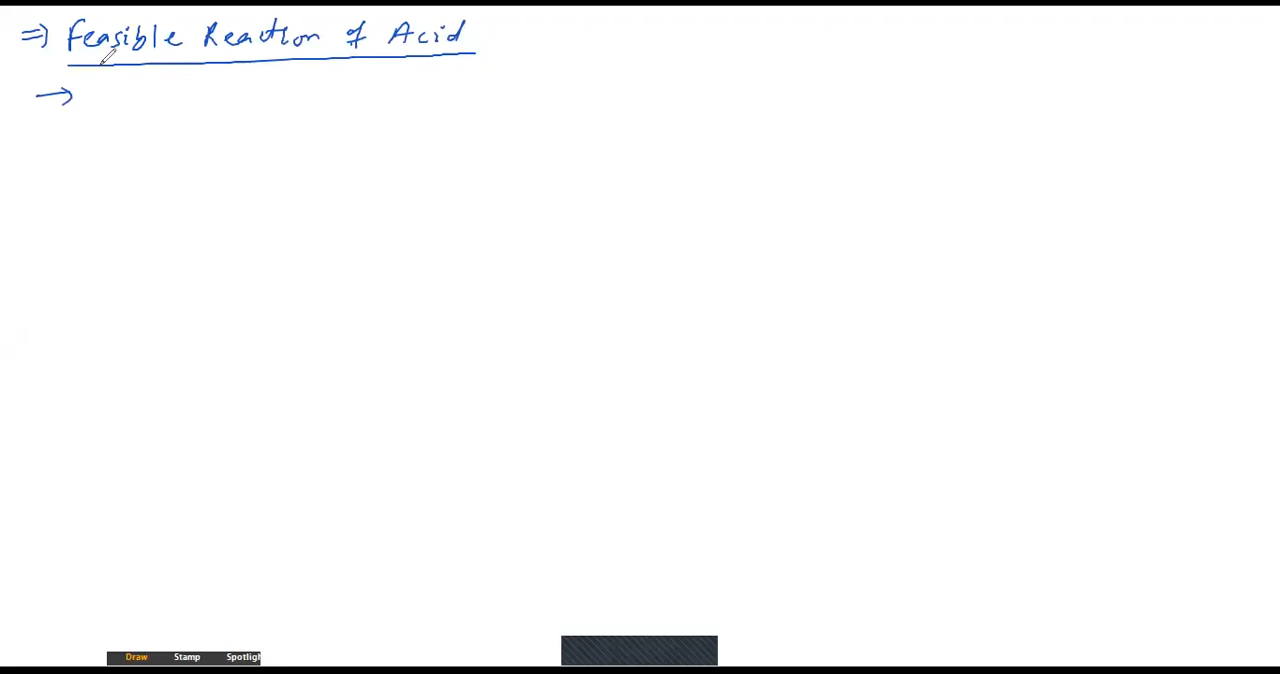 ⇒ Feasible Reaction of Acid
→
Draw Stamp Spotligh